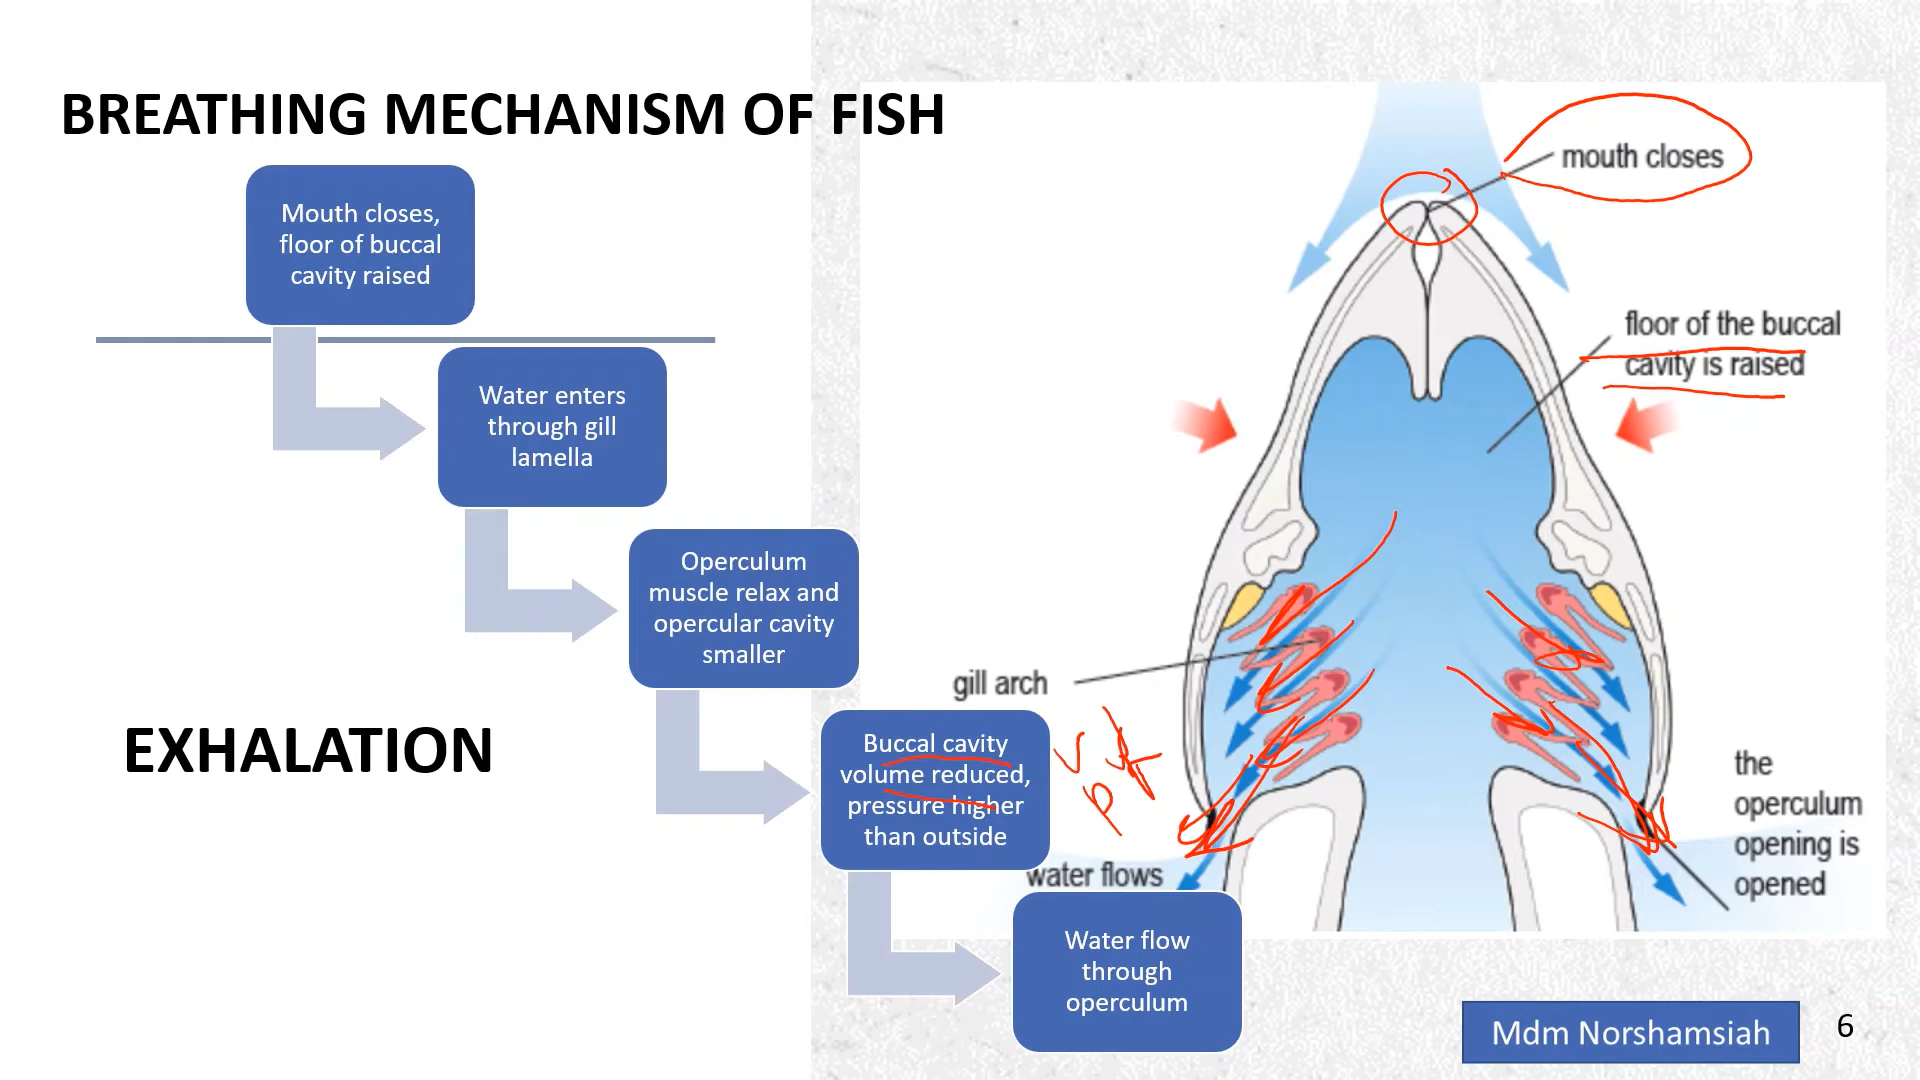 BREATHING MECHANISM OF FISH
Mouth closes,
floor of buccal
cavity raised
Water enters
through gill
lamella
Operculum
muscle relax and
opercular cavity
smaller
Buccal cavity
volume reduced,
pressure higher
than outside
Water flow
through
operculum
EXHALATION
mouth closes
floor of the buccal
cavity is raised
gill arch
V
P
water flows
the
operculum
opening is
opened
Mdm Norshamsiah
6